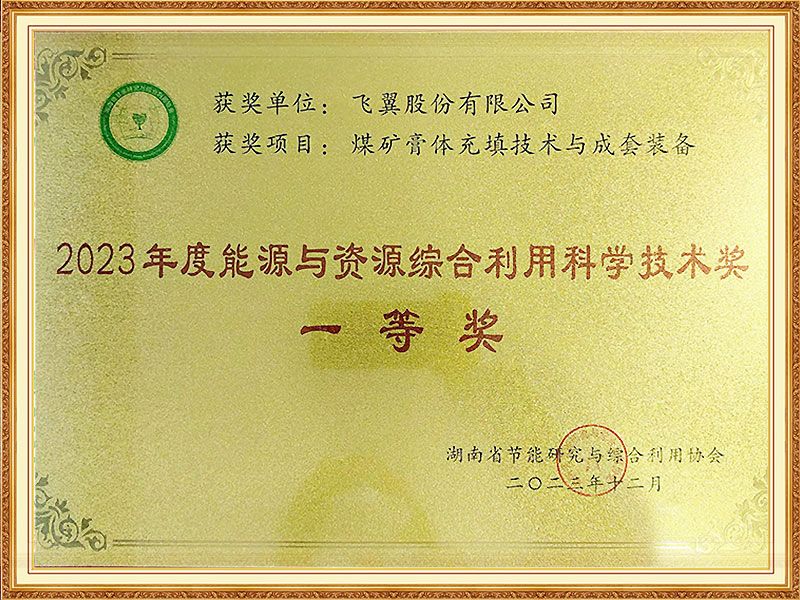 获奖单位：飞翼股份有限公司
获奖项目：煤矿膏体充填技术与成套装备
2023年度能源与资源综合利用科学技术奖
一等奖
湖南省节能研究与综合利用协会
二〇二三年十二月